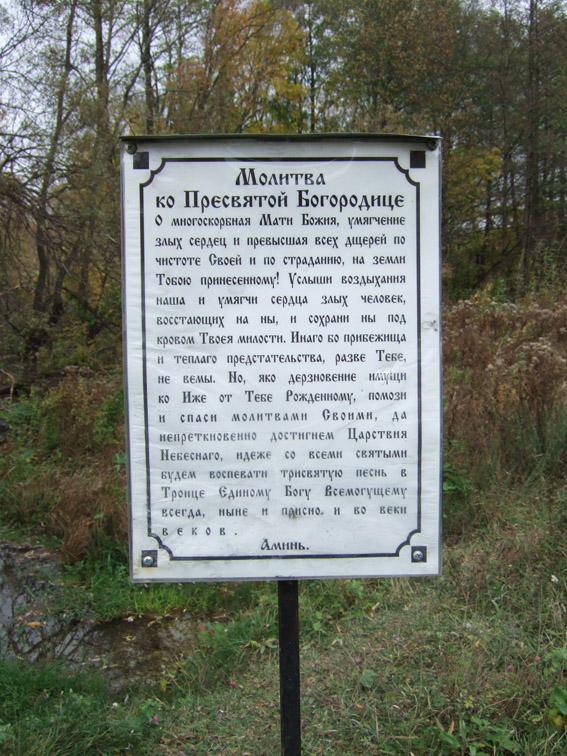 Молитва
ко Пресвятой Богородице
О многоскорбная Мати Божия, умягчение
злых сердец и превысшая всех дщерей по
чистоте Своей и по страданию, на земли
Тобою принесенному! Услыши воздыхания
наша и умягчи сердца злых человек,
восстающих на ны, и сохрани ны под
кровом Твоея милости. Инаго бо прибежища
и теплаго предстательства, разве Тебе,
не вемы. Но, яко дерзновение имущи
ко Иже от Тебе Рожденному, помози
и спаси молитвами Своими, да
непреткновенно достигнем Царствия
Небеснаго, идеже со всеми святыми
будем воспевати трисвятую песнь в
Троице Единому Богу Всемогущему
всегда, ныне и присно, и во веки
веков.
Аминь.